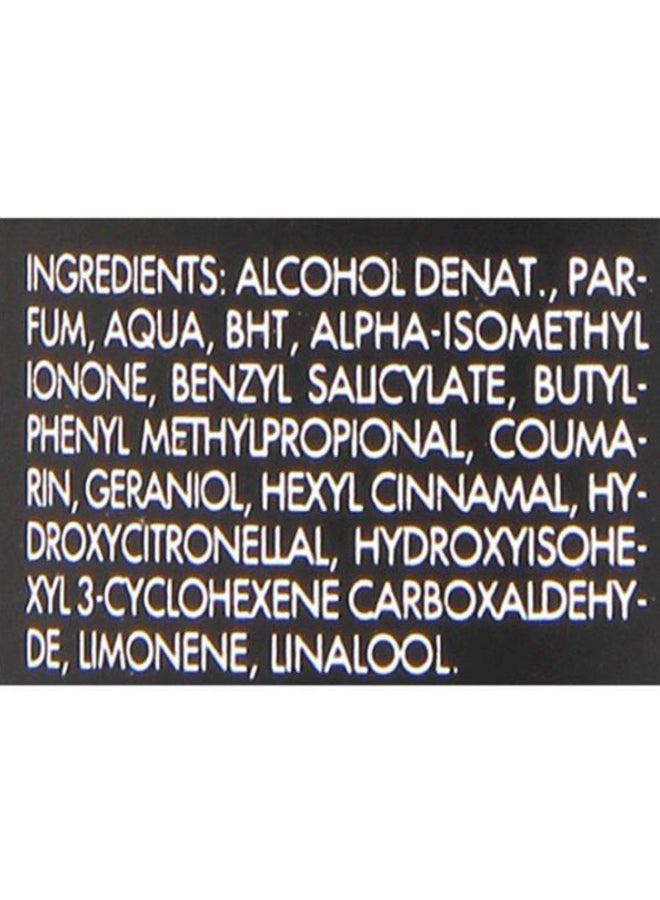 INGREDIENTS: ALCOHOL DENAT., PAR-
FUM, AQUA, BHT, ALPHA-ISOMETHYL
IONONE, BENZYL SALICYLATE, BUTYL-
PHENYL METHYLPROPIONAL, COUMA-
RIN, GERANIOL, HEXYL CINNAMAL, HY-
DROXYCITRONELLAL, HYDROXYISOHE-
XYL 3-CYCLOHEXENE CARBOXALDEHY-
DE, LIMONENE, LINALOOL.